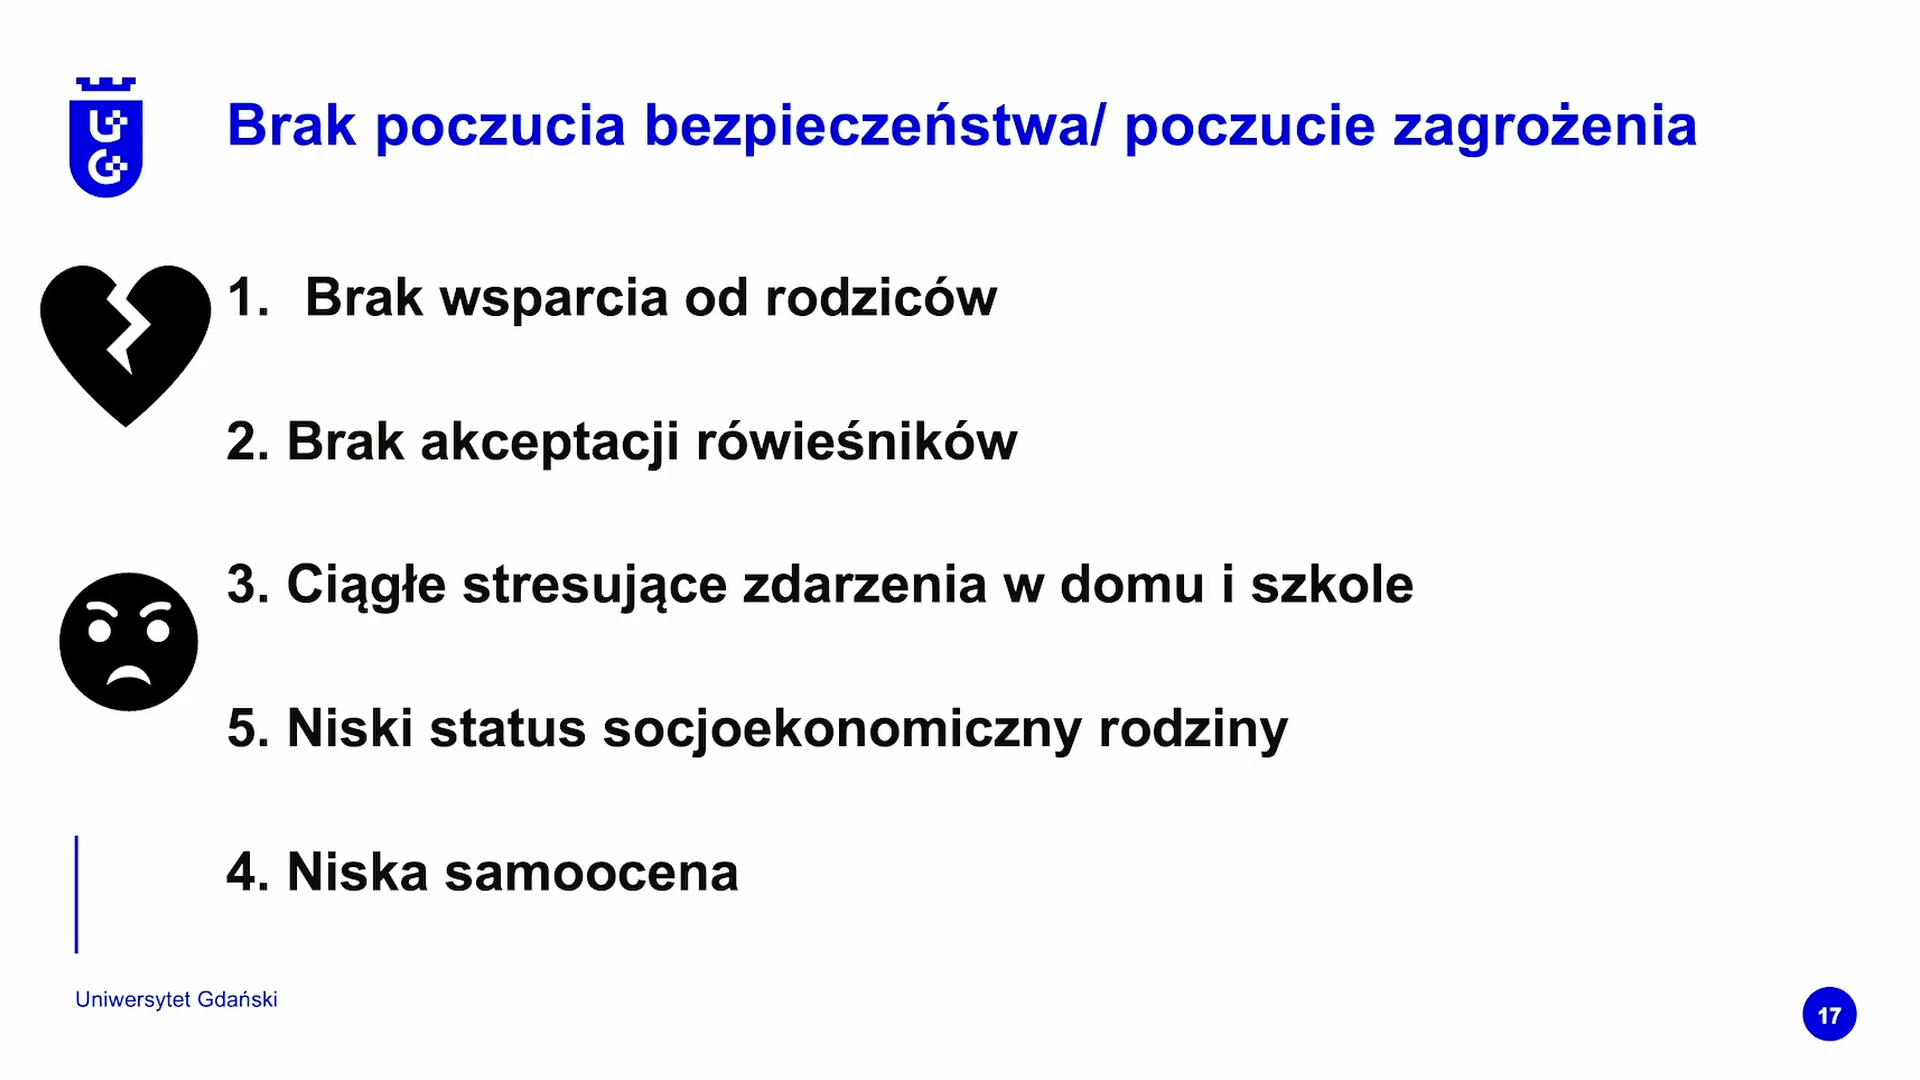 UG
Brak poczucia bezpieczeństwa/ poczucie zagrożenia
1. Brak wsparcia od rodziców
2. Brak akceptacji rówieśników
3. Ciągłe stresujące zdarzenia w domu i szkole
5. Niski status socjoekonomiczny rodziny
4. Niska samoocena
Uniwersytet Gdański
17